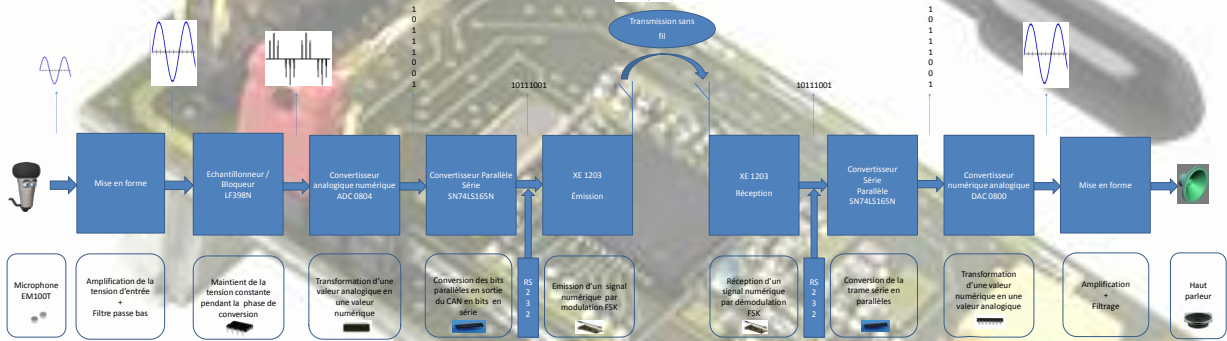 1
0
1
1
1
0
0
1
Transmission sans
fil
1
0
1
1
1
0
0
1
10111001
10111001
Mise en forme
Echantillonneur /
Bloqueur
LF398N
Convertisseur
analogique numérique
ADC 0804
Convertisseur Parallèle
Série
SN74LS165N
XE 1203
Émission
XE 1203
Réception
Convertisseur
Série
Parallèle
SN74LS165N
Convertisseur
numérique analogique
DAC 0800
Mise en forme
Microphone
EM100T
Amplification de la
tension d'entrée
+
Filtre passe bas
Maintient de la
tension constante
pendant la phase de
conversion
Transformation d'une
valeur analogique en
une valeur
numérique
Conversion des bits
parallèles en sortie
du CAN en bits en
série
RS
2
3
2
Emission d'un signal
numérique par
modulation FSK
Réception d'un
signal numérique
par démodulation
FSK
RS
2
3
2
Conversion de la
trame série en
parallèles
Transformation
d'une valeur
numérique en une
valeur analogique
Amplification
+
Filtrage
Haut
parleur